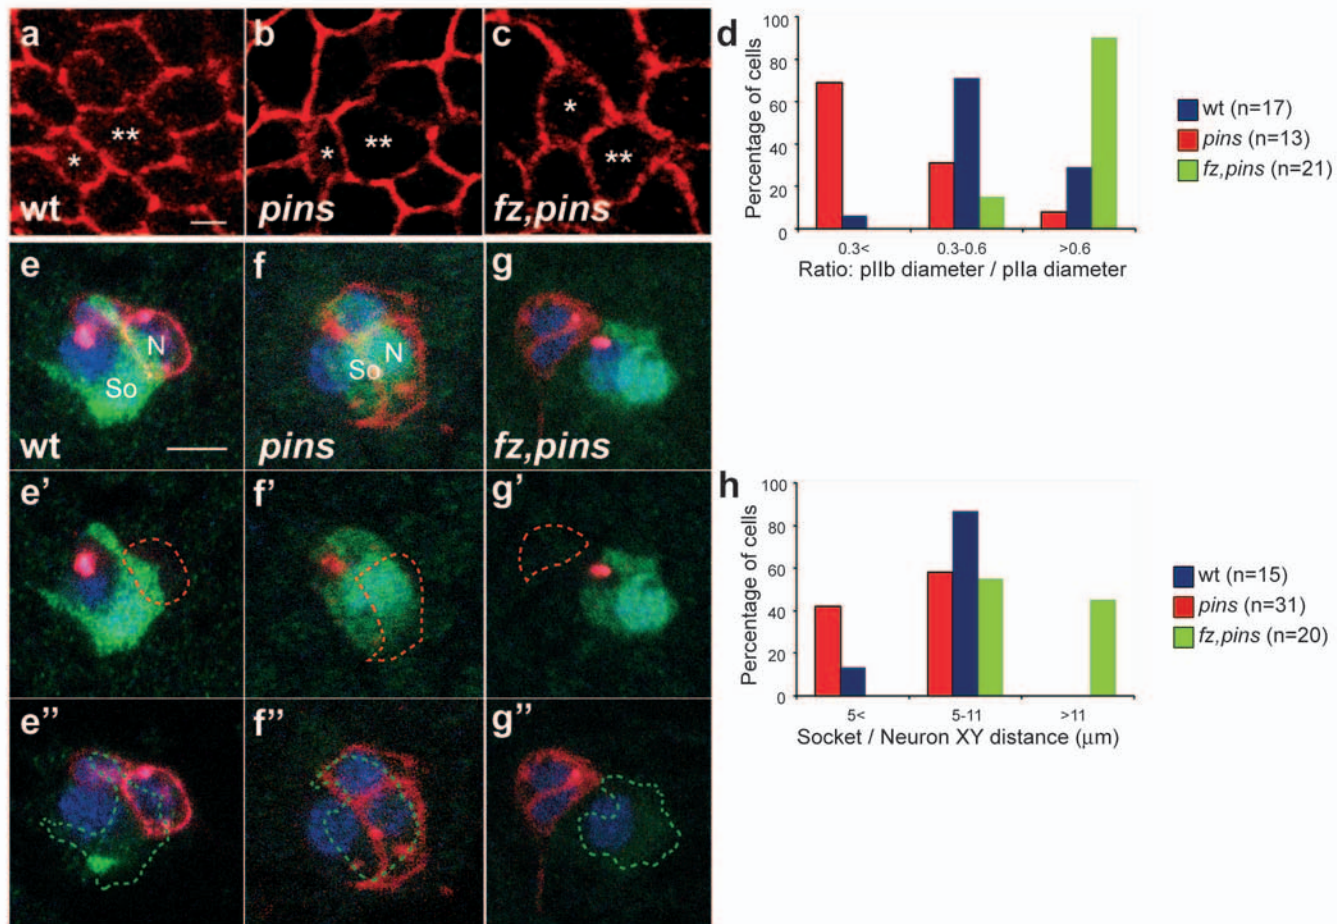 a
*
**
wt
b
*
**
pins
c
*
**
fz,pins
d
Percentage of cells
100
80
60
40
20
0
0.3<
0.3-0.6
>0.6
Ratio: pIIb diameter / pIIa diameter
wt (n=17)
pins (n=13)
fz,pins (n=21)
e
N
So
wt
f
N
So
pins
g
fz,pins
e'
f'
g'
h
Percentage of cells
100
80
60
40
20
0
5<
5-11
>11
Socket / Neuron XY distance (μm)
wt (n=15)
pins (n=31)
fz,pins (n=20)
e''
f''
g''